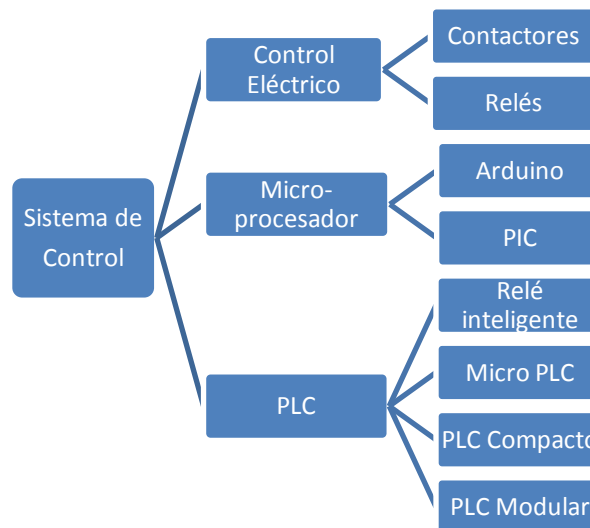 Sistema de
Control
Control
Eléctrico
Contactores
Relés
Micro-
procesador
Arduino
PIC
PLC
Relé
inteligente
Micro PLC
PLC Compacto
PLC Modular